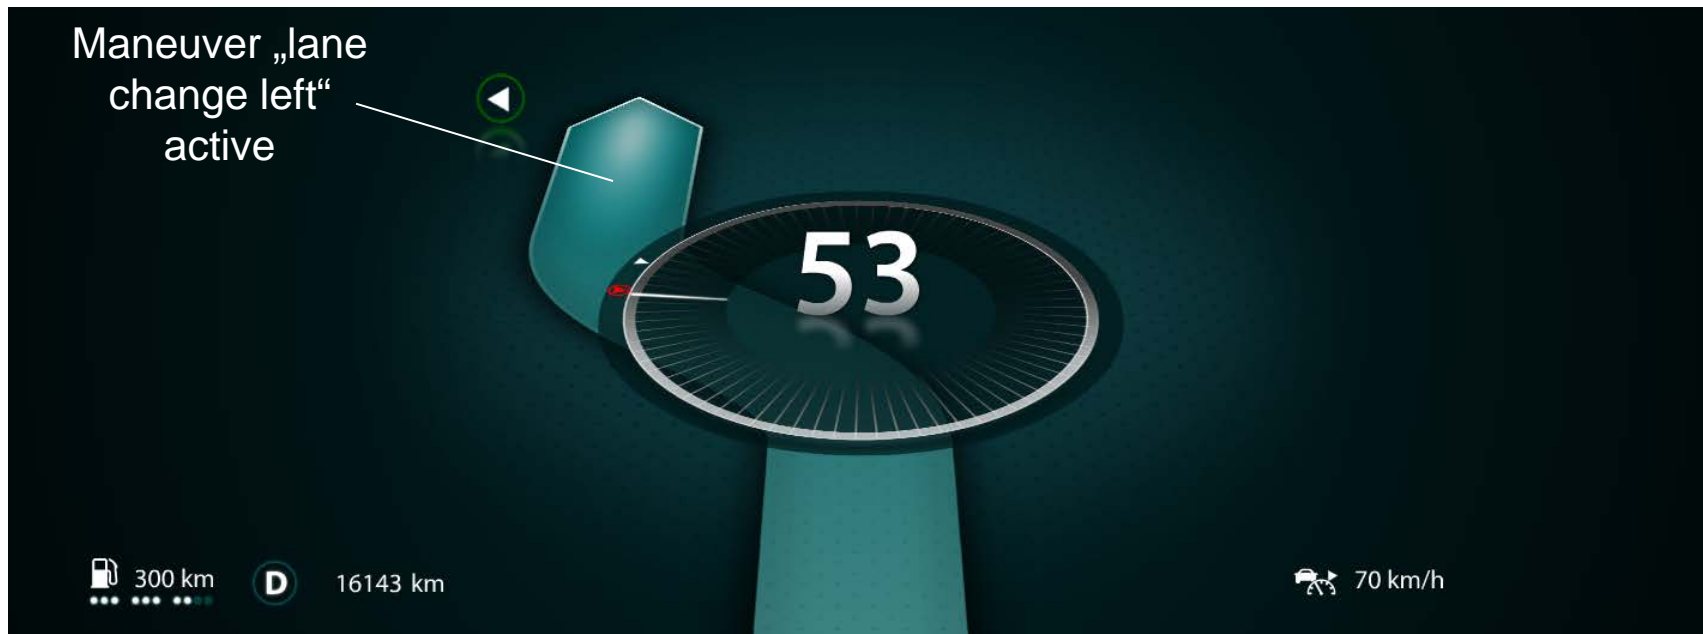 Maneuver „lane
change left“
active
53
300 km
D
16143 km
70 km/h